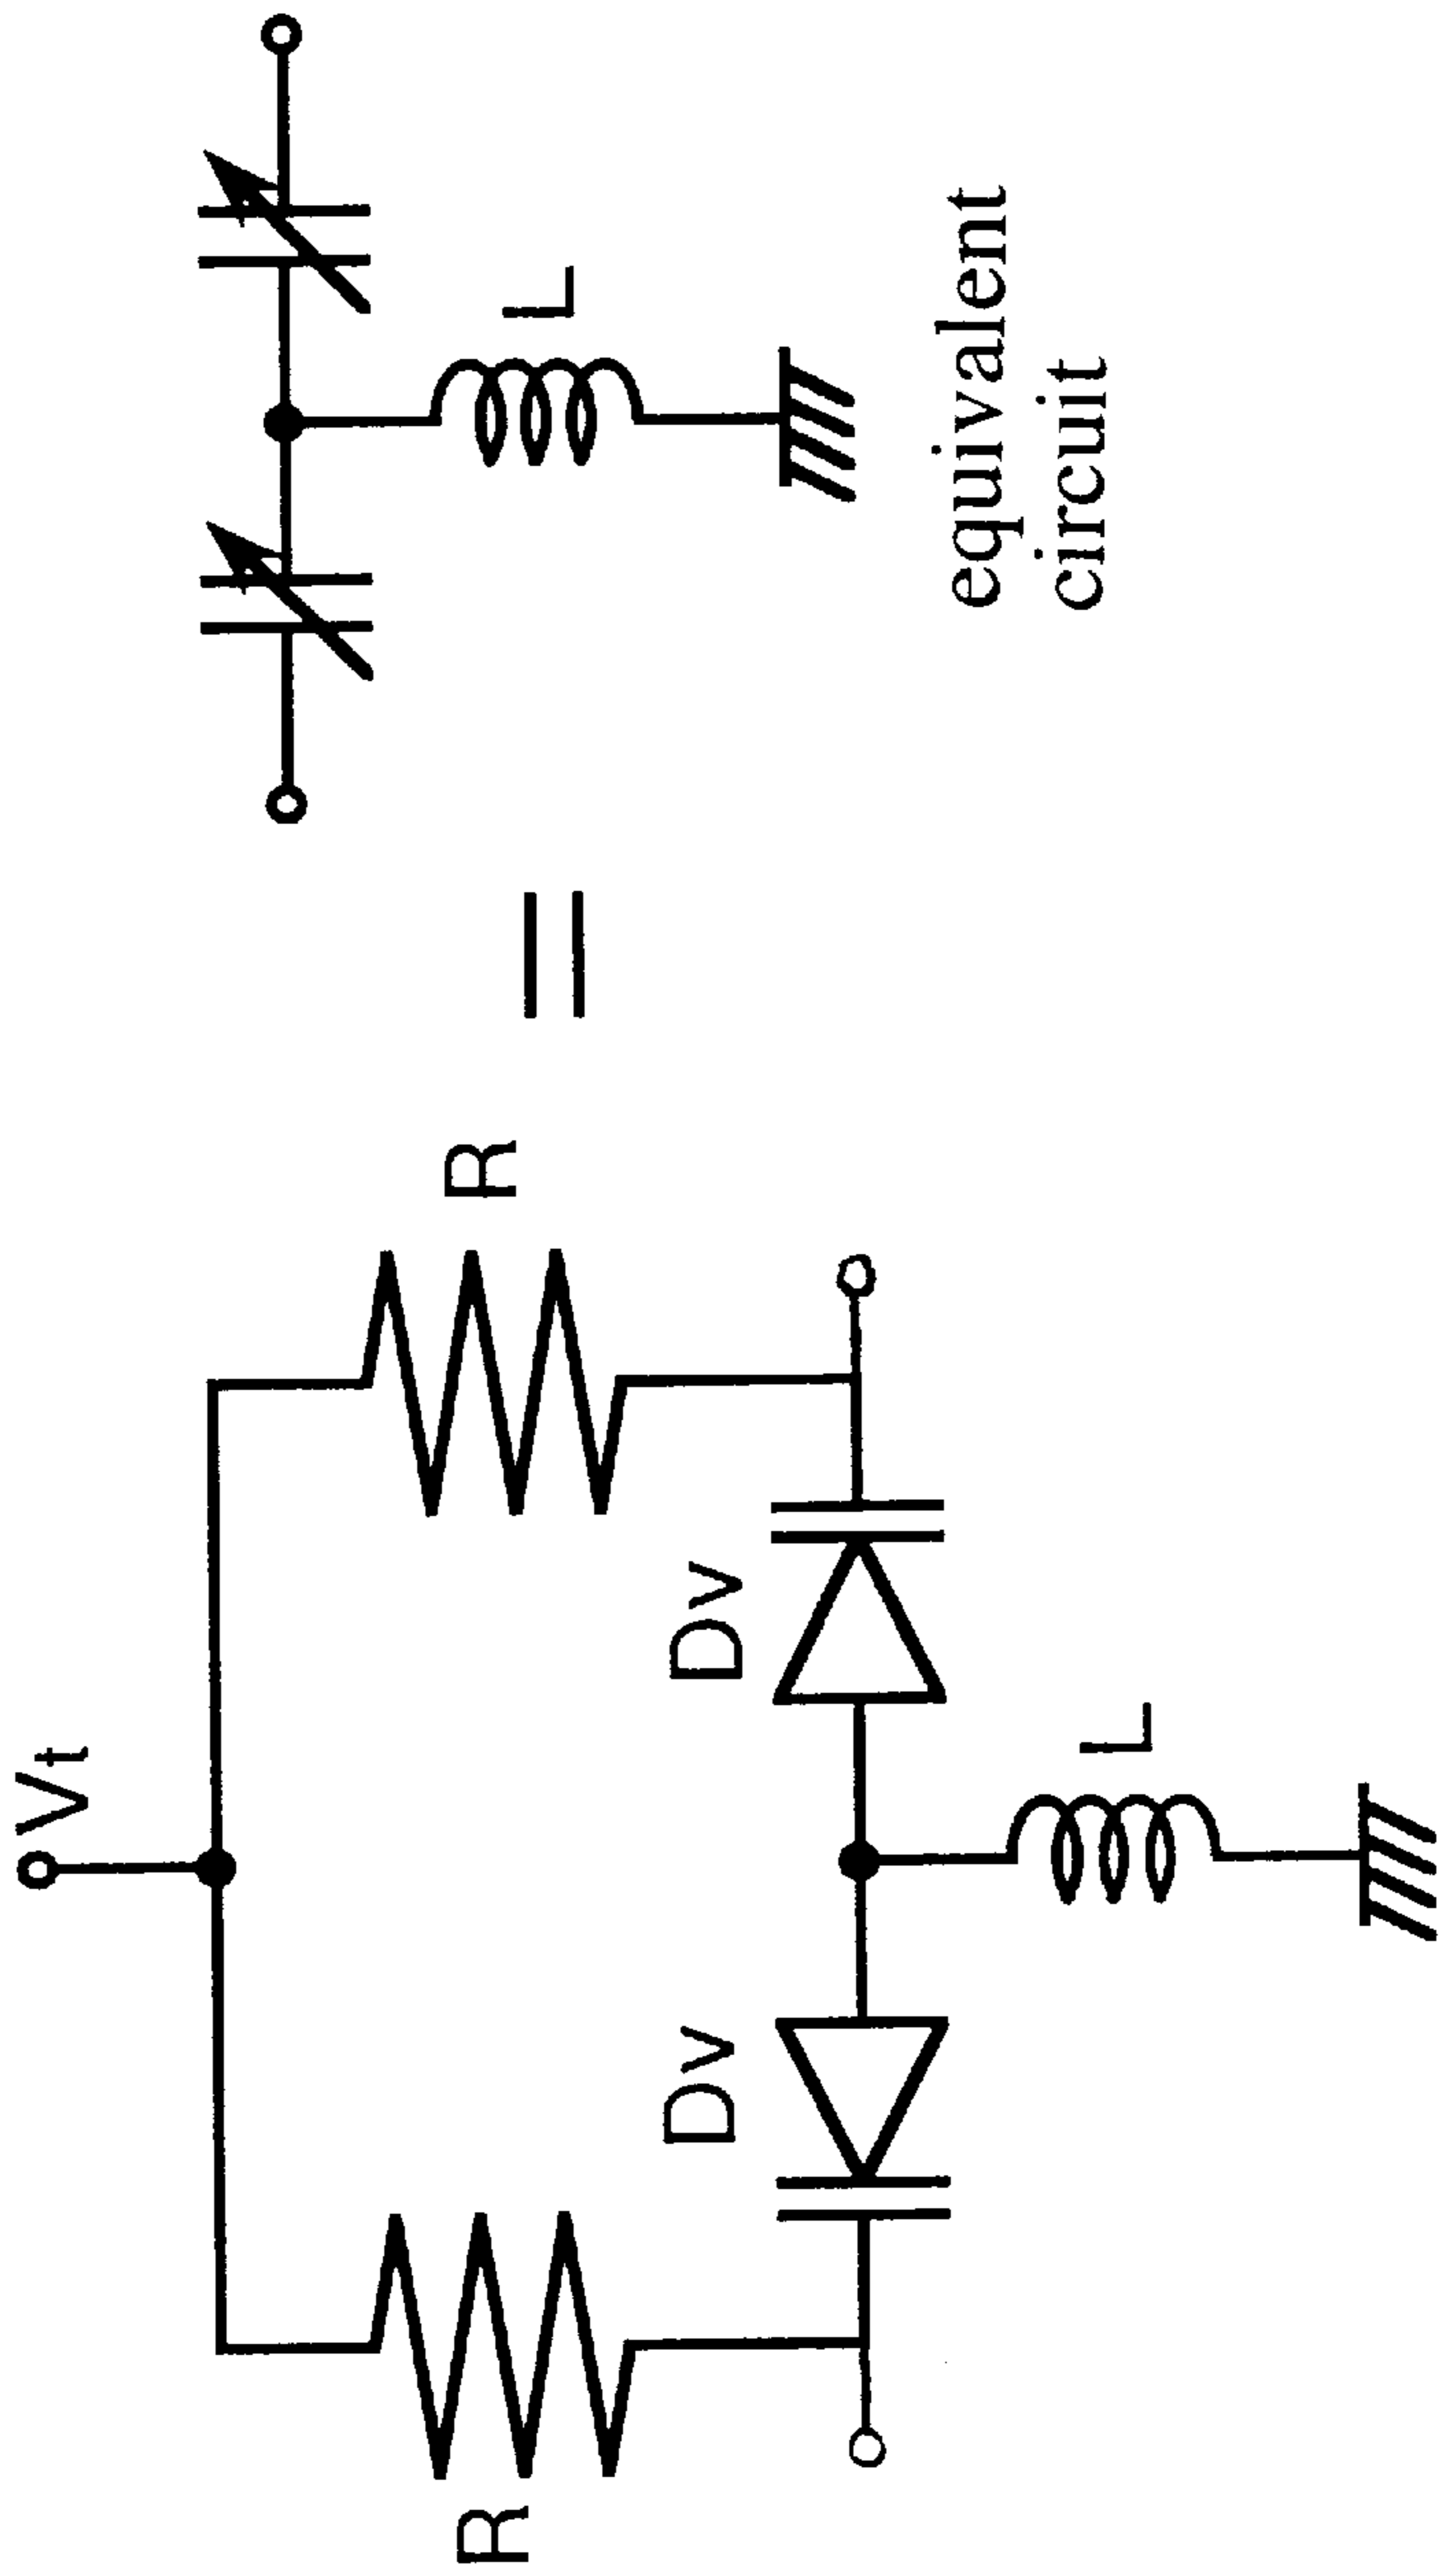 Vt
R
R
Dv
Dv
L
=
L
equivalent
circuit